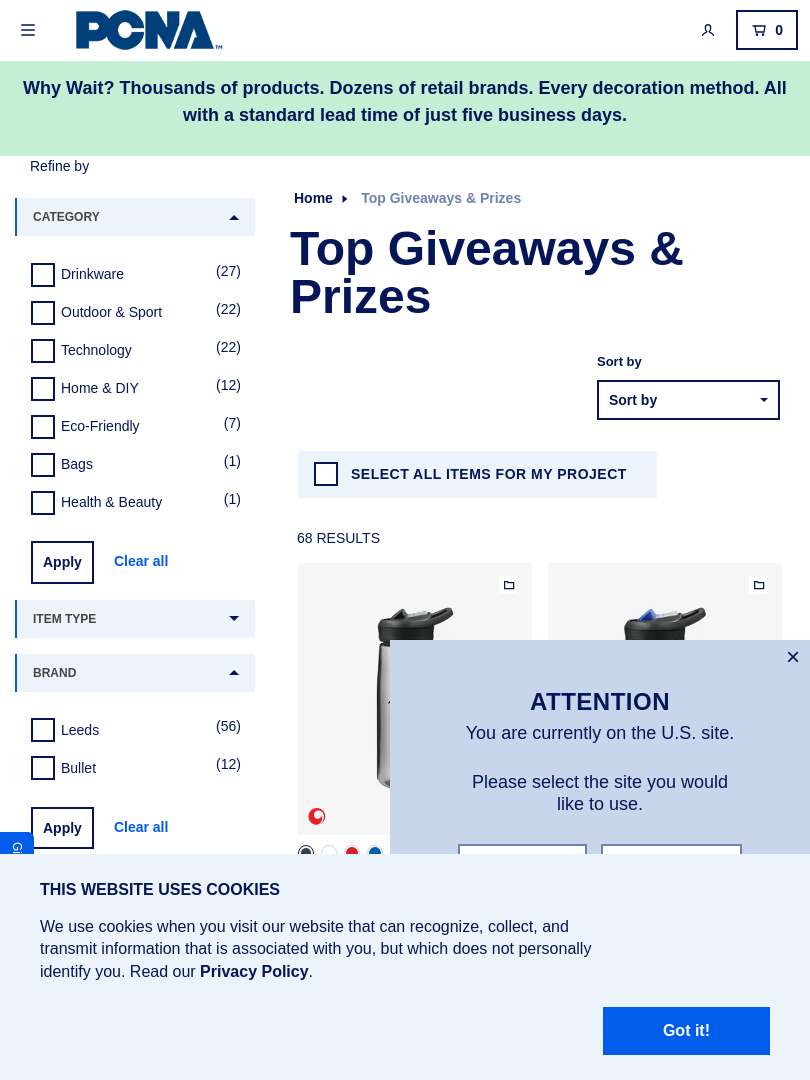 PCNA™
0
Why Wait? Thousands of products. Dozens of retail brands. Every decoration method. All
with a standard lead time of just five business days.
Refine by
CATEGORY
Drinkware (27)
Outdoor & Sport (22)
Technology (22)
Home & DIY (12)
Eco-Friendly (7)
Bags (1)
Health & Beauty (1)
Apply Clear all
ITEM TYPE
BRAND
Leeds (56)
Bullet (12)
Apply Clear all
Home Top Giveaways & Prizes
Top Giveaways &
Prizes
Sort by
Sort by
SELECT ALL ITEMS FOR MY PROJECT
68 RESULTS
ATTENTION
You are currently on the U.S. site.
Please select the site you would
like to use.
THIS WEBSITE USES COOKIES
We use cookies when you visit our website that can recognize, collect, and
transmit information that is associated with you, but which does not personally
identify you. Read our Privacy Policy.
Got it!